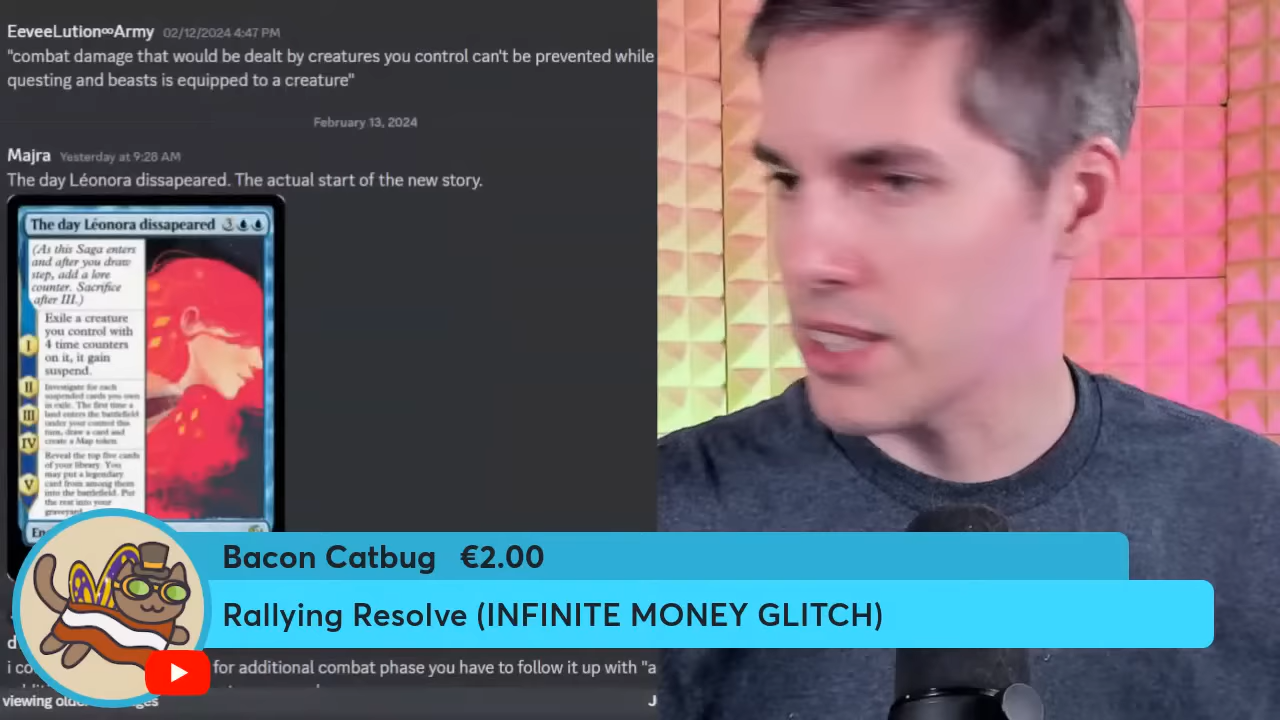 EeveeLution∞Army 02/12/2024 4:47 PM
"combat damage that would be dealt by creatures you control can't be prevented while
questing and beasts is equipped to a creature"
February 13, 2024
Majra Yesterday at 9:28 AM
The day Léonora dissapeared. The actual start of the new story.
The day Léonora dissapeared 3
(As this Saga enters
and after you draw
step, add a lore
counter. Sacrifice
after III.)
I
Exile a creature
you control with
4 time counters
on it, it gain
suspend.
II
III
IV
Investigate for each
suspended cards you own
in exile. The first time a
land enters the battlefield
under your control this
turn, draw a card and
create a Map token.
V
Reveal the top five cards
of your library. You
may put a legendary
card from among them
into the battlefield. Put
the rest into your
graveyard.
En
Bacon Catbug €2.00
Rallying Resolve (INFINITE MONEY GLITCH)
d
i co for additional combat phase you have to follow it up with "a
viewing old
J